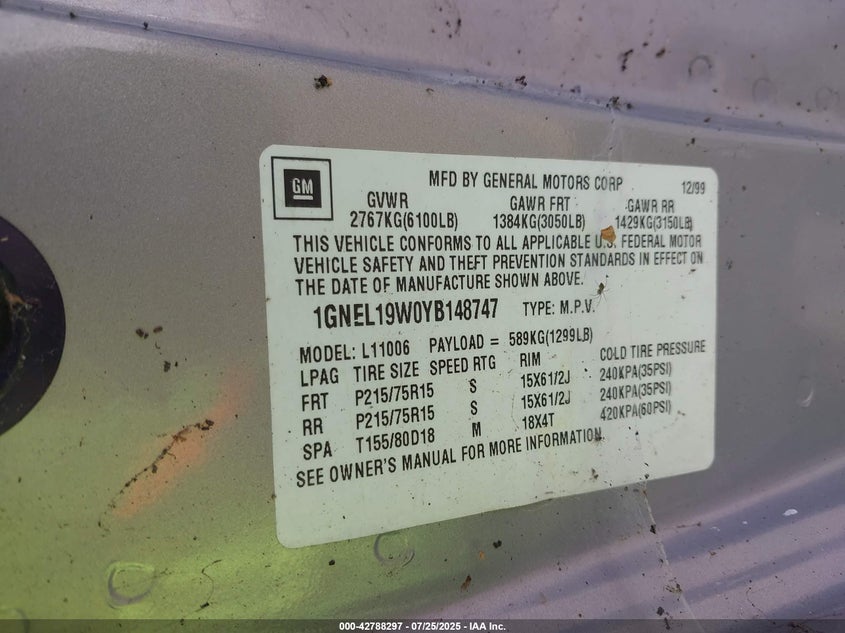 GM
MFD BY GENERAL MOTORS CORP 12/99
GVWR GAWR FRT GAWR RR
2767KG(6100LB) 1384KG(3050LB) 1429KG(3150LB)
THIS VEHICLE CONFORMS TO ALL APPLICABLE U.S. FEDERAL MOTOR
VEHICLE SAFETY AND THEFT PREVENTION STANDARDS IN EFFECT ON
THE DATE OF MANUFACTURE SHOWN ABOVE.
1GNEL19W0YB148747 TYPE: M.P.V.
MODEL: L11006 PAYLOAD = 589KG(1299LB)
LPAG TIRE SIZE SPEED RTG RIM COLD TIRE PRESSURE
FRT P215/75R15 S 15X61/2J 240KPA(35PSI)
RR P215/75R15 S 15X61/2J 240KPA(35PSI)
SPA T155/80D18 M 18X4T 420KPA(60PSI)
SEE OWNER'S MANUAL FOR MORE INFORMATION.
000-42788297 - 07/25/2025 - IAA Inc.